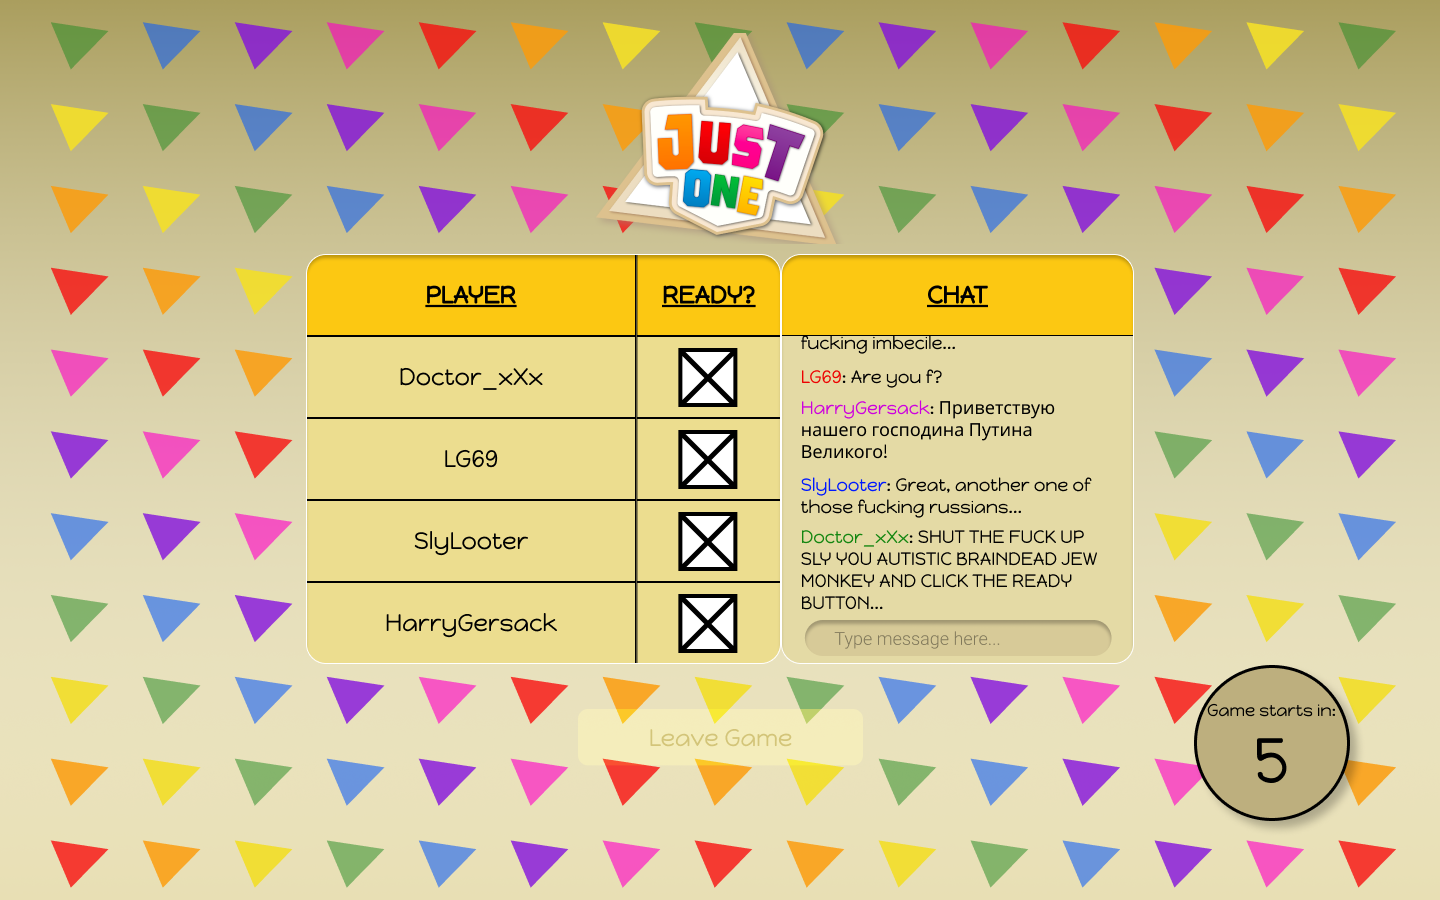 JUST
ONE
PLAYER
READY?
CHAT
Doctor_xXx
LG69
SlyLooter
HarryGersack
fucking imbecile...
LG69: Are you f?
HarryGersack: Приветствую
нашего господина Путина
Великого!
SlyLooter: Great, another one of
those fucking russians...
Doctor_xXx: SHUT THE FUCK UP
SLY YOU AUTISTIC BRAINDEAD JEW
MONKEY AND CLICK THE READY
BUTTON...
Type message here...
Leave Game
Game starts in:
5